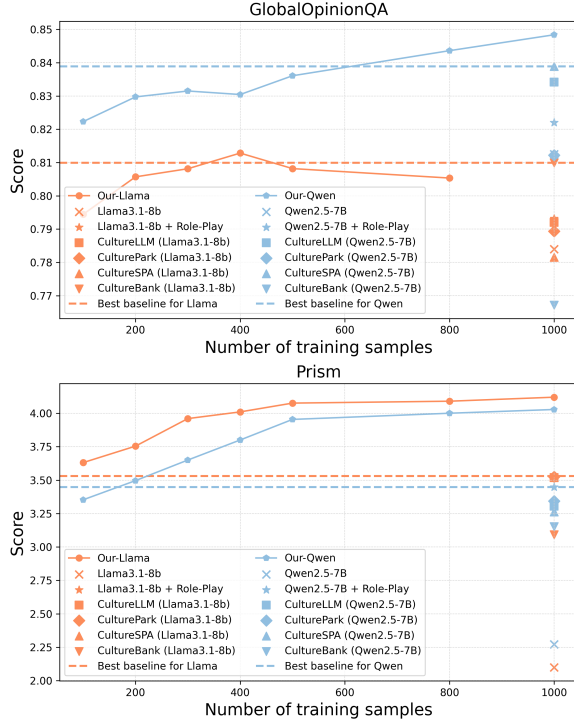 GlobalOpinionQA
0.85
0.84
0.83
0.82
0.81
0.80
0.79
0.78
0.77
Score
Our-Llama
Llama3.1-8b
Llama3.1-8b + Role-Play
CultureLLM (Llama3.1-8b)
CulturePark (Llama3.1-8b)
CultureSPA (Llama3.1-8b)
CultureBank (Llama3.1-8b)
Best baseline for Llama
Our-Qwen
Qwen2.5-7B
Qwen2.5-7B + Role-Play
CultureLLM (Qwen2.5-7B)
CulturePark (Qwen2.5-7B)
CultureSPA (Qwen2.5-7B)
CultureBank (Qwen2.5-7B)
Best baseline for Qwen
200 400 600 800 1000
Number of training samples
Prism
4.00
3.75
3.50
3.25
3.00
2.75
2.50
2.25
2.00
Score
Our-Llama
Llama3.1-8b
Llama3.1-8b + Role-Play
CultureLLM (Llama3.1-8b)
CulturePark (Llama3.1-8b)
CultureSPA (Llama3.1-8b)
CultureBank (Llama3.1-8b)
Best baseline for Llama
Our-Qwen
Qwen2.5-7B
Qwen2.5-7B + Role-Play
CultureLLM (Qwen2.5-7B)
CulturePark (Qwen2.5-7B)
CultureSPA (Qwen2.5-7B)
CultureBank (Qwen2.5-7B)
Best baseline for Qwen
200 400 600 800 1000
Number of training samples